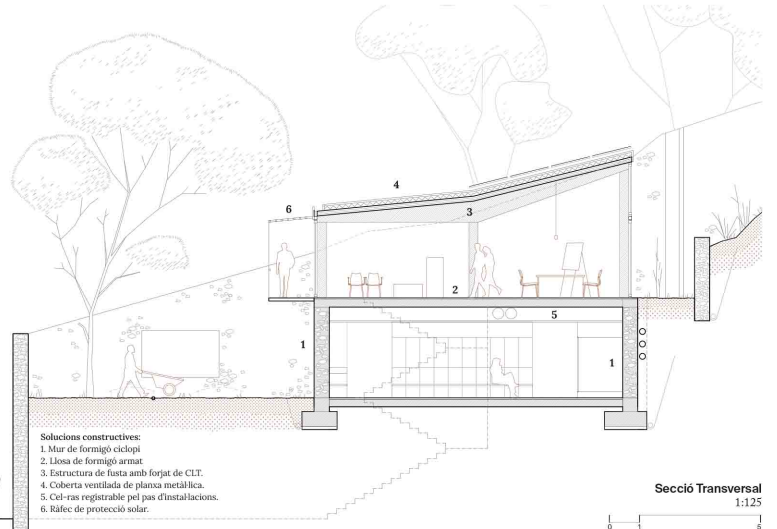 4
6
3
2
5
1
1
Solucions constructives:
1. Mur de formigó ciclopi
2. Llosa de formigó armat
3. Estructura de fusta amb forjat de CLT.
4. Coberta ventilada de planxa metàl·lica.
5. Cel-ras registrable pel pas d'instal·lacions.
6. Ràfec de protecció solar.
Secció Transversal
1:125
0 1 5